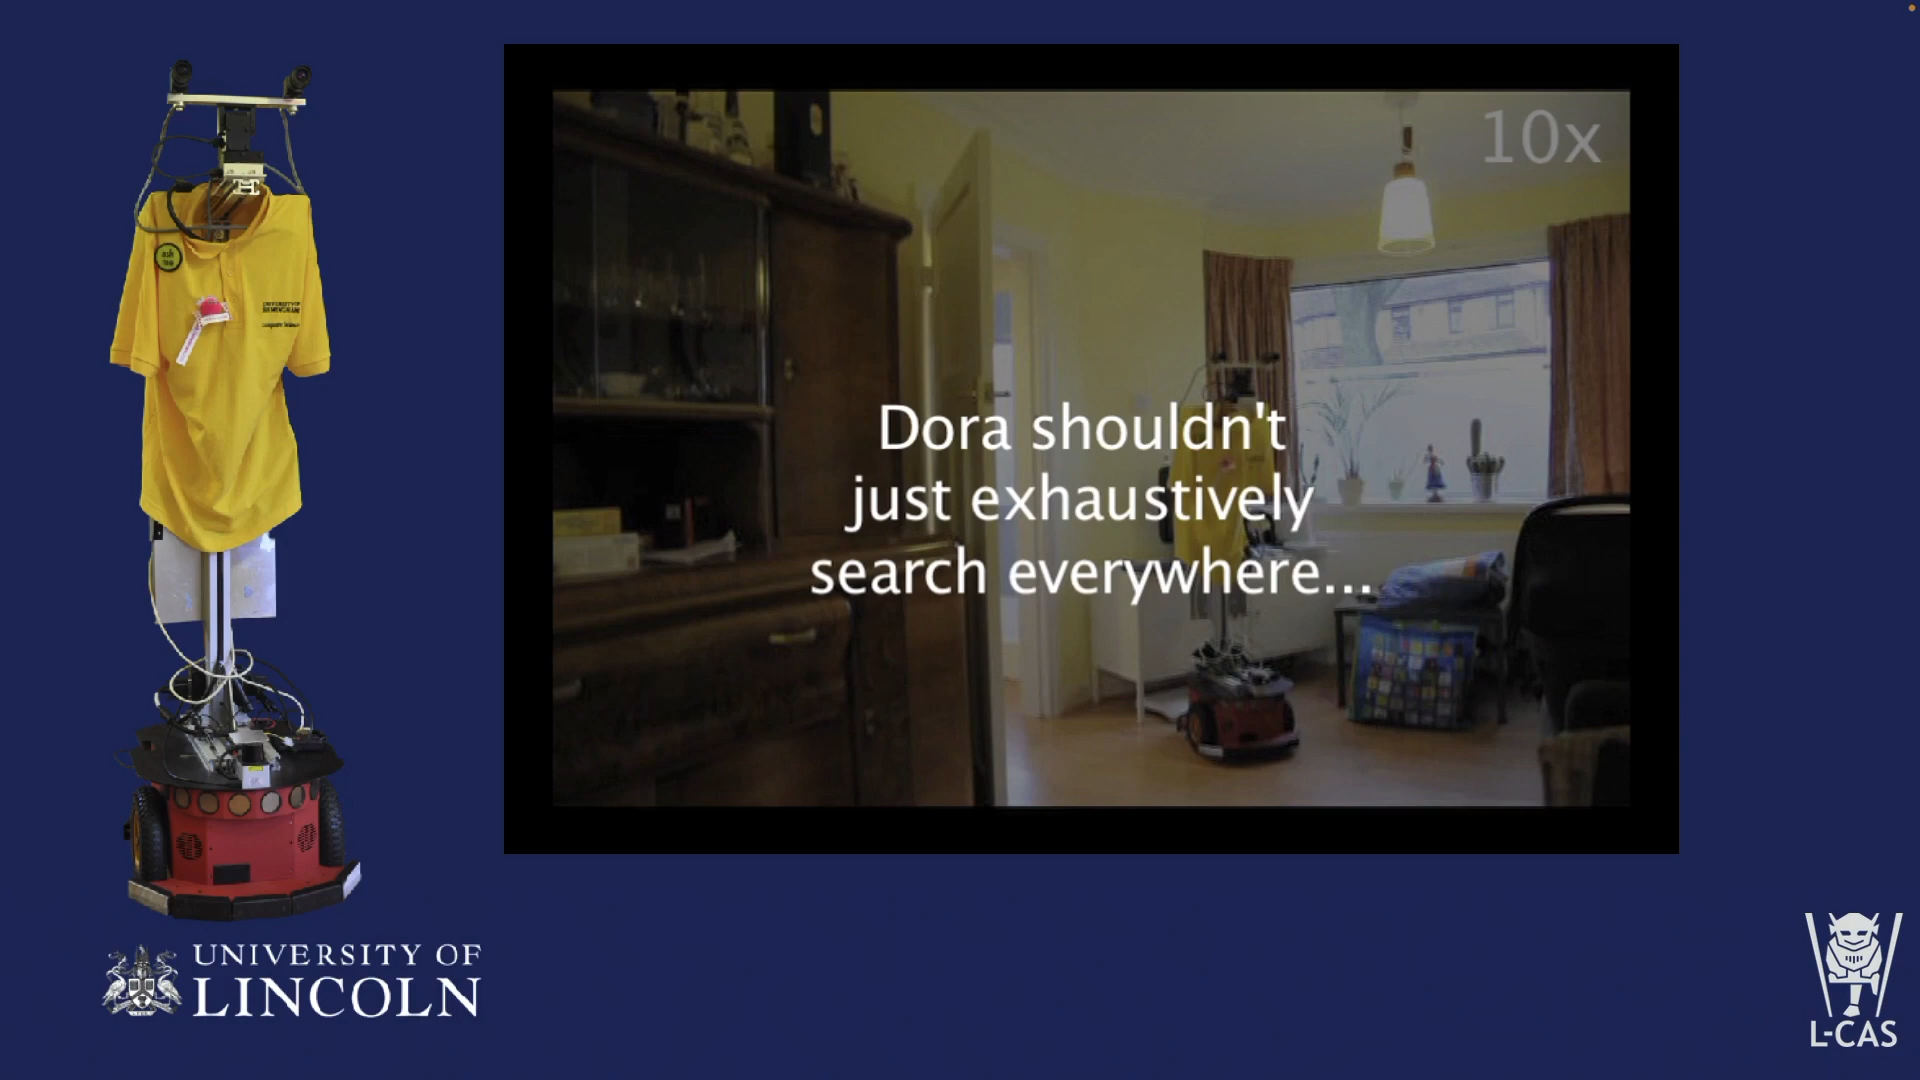 10x
Dora shouldn't
just exhaustively
search everywhere...
UNIVERSITY OF
LINCOLN
L-CAS